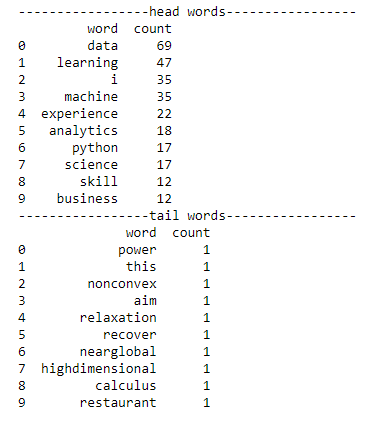 -----------------head words-----------------
word count
0 data 69
1 learning 47
2 i 35
3 machine 35
4 experience 22
5 analytics 18
6 python 17
7 science 17
8 skill 12
9 business 12
-----------------tail words-----------------
word count
0 power 1
1 this 1
2 nonconvex 1
3 aim 1
4 relaxation 1
5 recover 1
6 nearglobal 1
7 highdimensional 1
8 calculus 1
9 restaurant 1